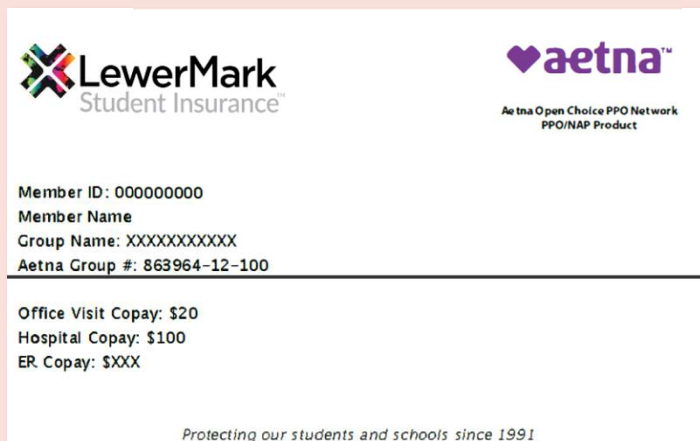 LewerMark
Student Insurance™
aetna™
Aetna Open Choice PPO Network
PPO/NAP Product
Member ID: 000000000
Member Name
Group Name: XXXXXXXXXXX
Aetna Group #: 863964-12-100
Office Visit Copay: $20
Hospital Copay: $100
ER Copay: $XXX
Protecting our students and schools since 1991